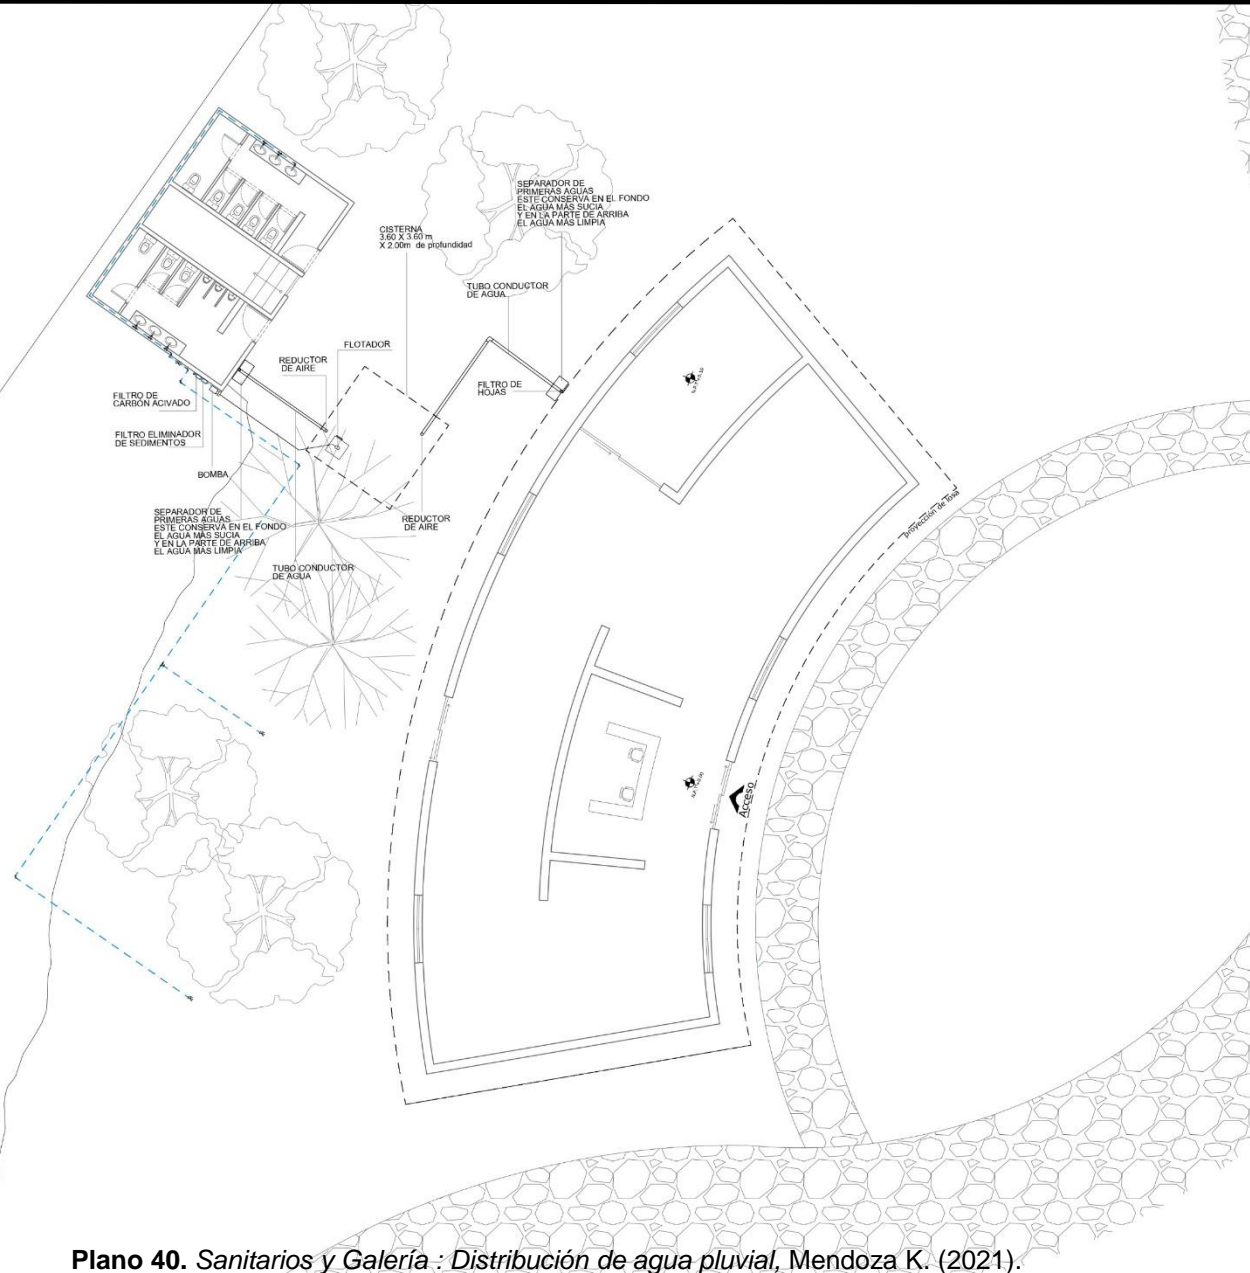 SEPARADOR DE
PRIMERAS AGUAS
ESTE CONSERVA EN EL FONDO
EL AGUA MÁS SUCIA
Y EN LA PARTE DE ARRIBA
EL AGUA MÁS LIMPIA
CISTERNA
3.60 X 3.60 m
X 2.00m de profundidad
TUBO CONDUCTOR
DE AGUA
FLOTADOR
REDUCTOR
DE AIRE
FILTRO DE
HOJAS
FILTRO DE
CARBÓN ACIVADO
FILTRO ELIMINADOR
DE SEDIMENTOS
BOMBA
SEPARADOR DE
PRIMERAS AGUAS
ESTE CONSERVA EN EL FONDO
EL AGUA MÁS SUCIA
Y EN LA PARTE DE ARRIBA
EL AGUA MÁS LIMPIA
REDUCTOR
DE AIRE
TUBO CONDUCTOR
DE AGUA
proyección de losa
Acceso
Plano 40. Sanitarios y Galería : Distribución de agua pluvial, Mendoza K. (2021).